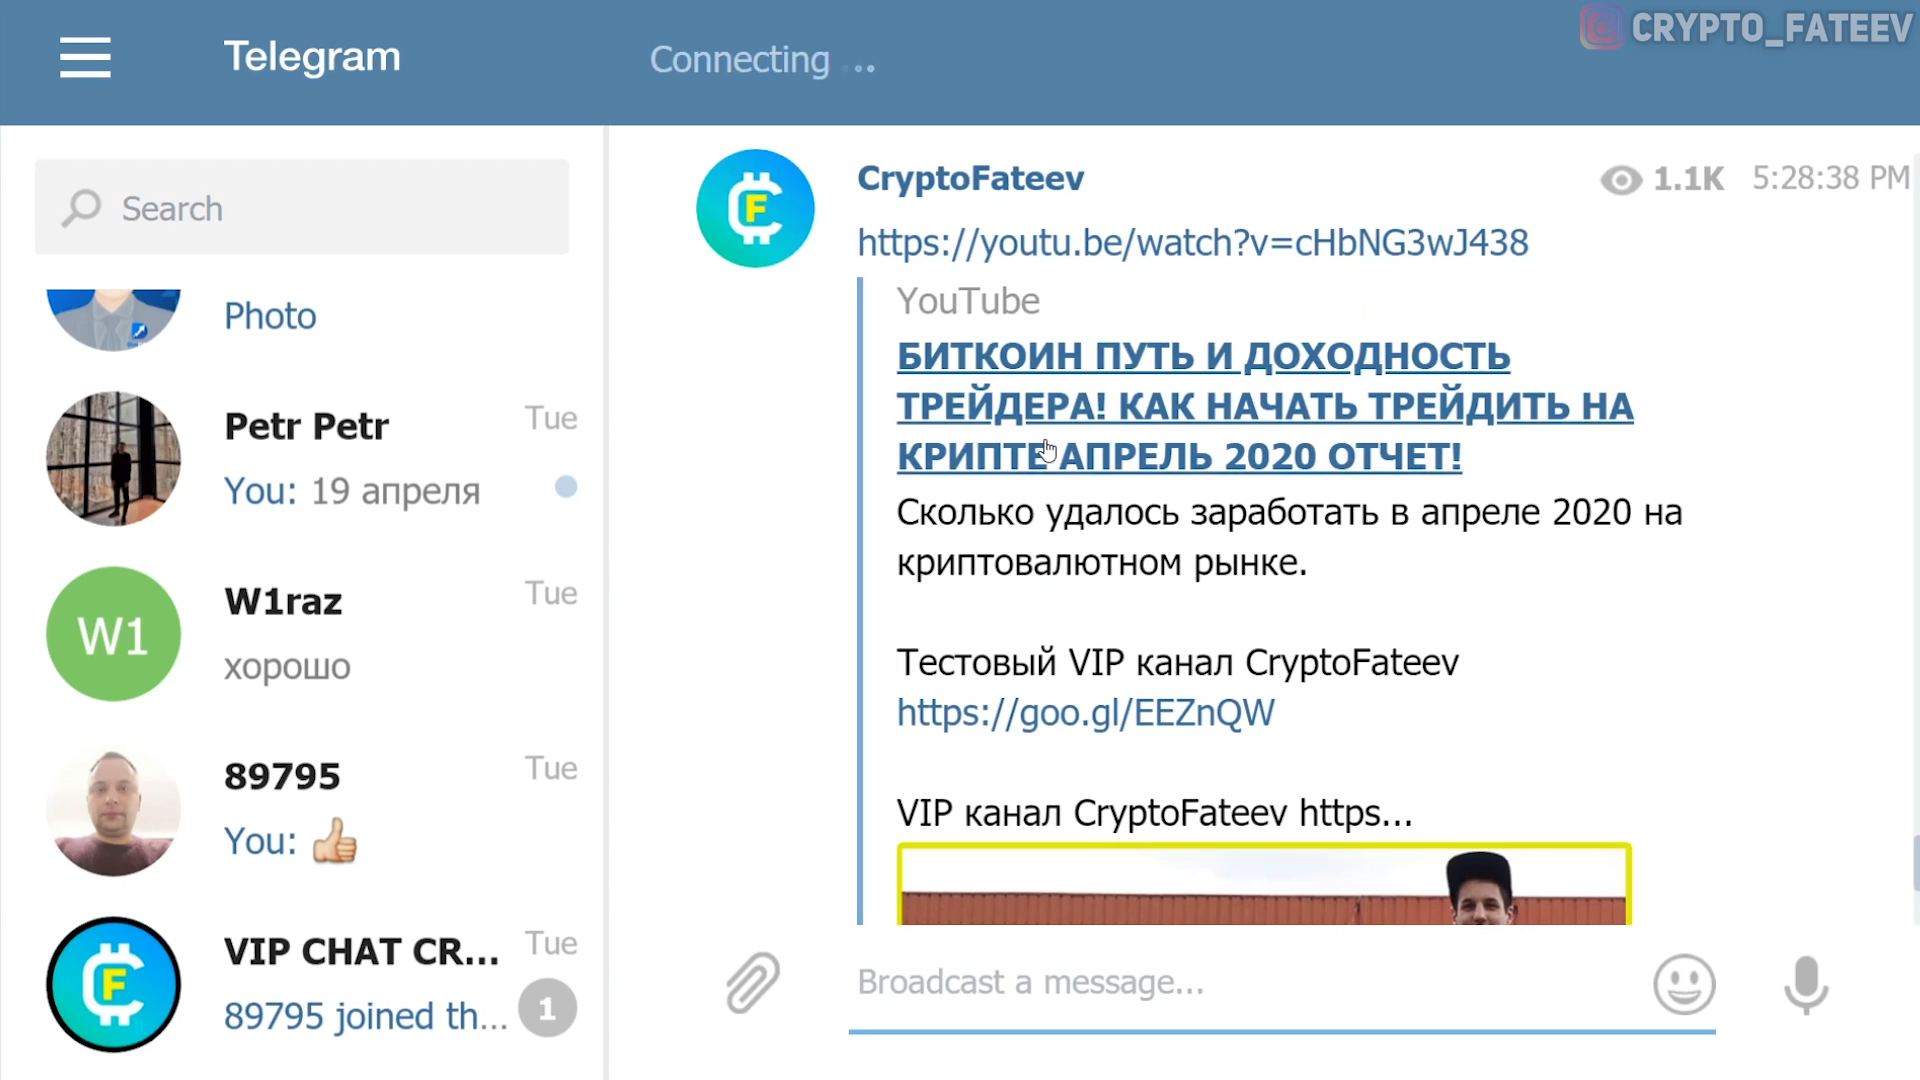 Telegram
Connecting ...
CRYPTO_FATEEV
Search
Photo
Petr Petr
Tue
You: 19 апреля
W1
W1raz
Tue
хорошо
89795
Tue
You: 👍
F
VIP CHAT CR...
Tue
89795 joined th...
1
F
CryptoFateev
1.1K
5:28:38 PM
https://youtu.be/watch?v=cHbNG3wJ438
YouTube
БИТКОИН ПУТЬ И ДОХОДНОСТЬ
ТРЕЙДЕРА! КАК НАЧАТЬ ТРЕЙДИТЬ НА
КРИПТЕ АПРЕЛЬ 2020 ОТЧЕТ!
Сколько удалось заработать в апреле 2020 на
криптовалютном рынке.
Тестовый VIP канал CryptoFateev
https://goo.gl/EEZnQW
VIP канал CryptoFateev https...
Broadcast a message...